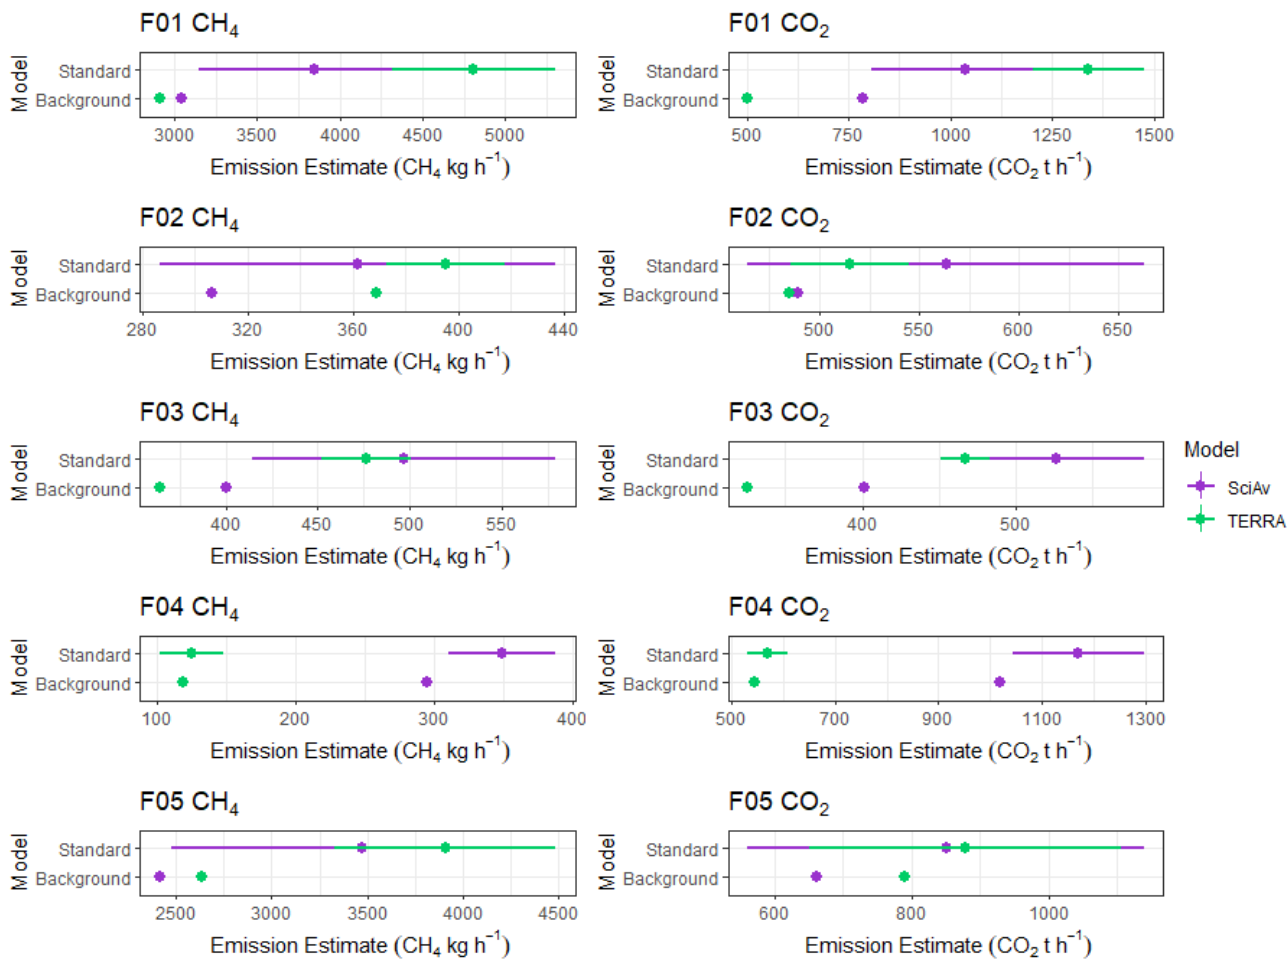 F01 CH₄
Model
Standard
Background
3000 3500 4000 4500 5000
Emission Estimate (CH₄ kg h⁻¹)
F01 CO₂
Model
Standard
Background
500 750 1000 1250 1500
Emission Estimate (CO₂ t h⁻¹)
F02 CH₄
Model
Standard
Background
280 320 360 400 440
Emission Estimate (CH₄ kg h⁻¹)
F02 CO₂
Model
Standard
Background
500 550 600 650
Emission Estimate (CO₂ t h⁻¹)
F03 CH₄
Model
Standard
Background
400 450 500 550
Emission Estimate (CH₄ kg h⁻¹)
F03 CO₂
Model
Standard
Background
400 500
Emission Estimate (CO₂ t h⁻¹)
Model
SciAv
TERRA
F04 CH₄
Model
Standard
Background
100 200 300 400
Emission Estimate (CH₄ kg h⁻¹)
F04 CO₂
Model
Standard
Background
500 700 900 1100 1300
Emission Estimate (CO₂ t h⁻¹)
F05 CH₄
Model
Standard
Background
2500 3000 3500 4000 4500
Emission Estimate (CH₄ kg h⁻¹)
F05 CO₂
Model
Standard
Background
600 800 1000
Emission Estimate (CO₂ t h⁻¹)